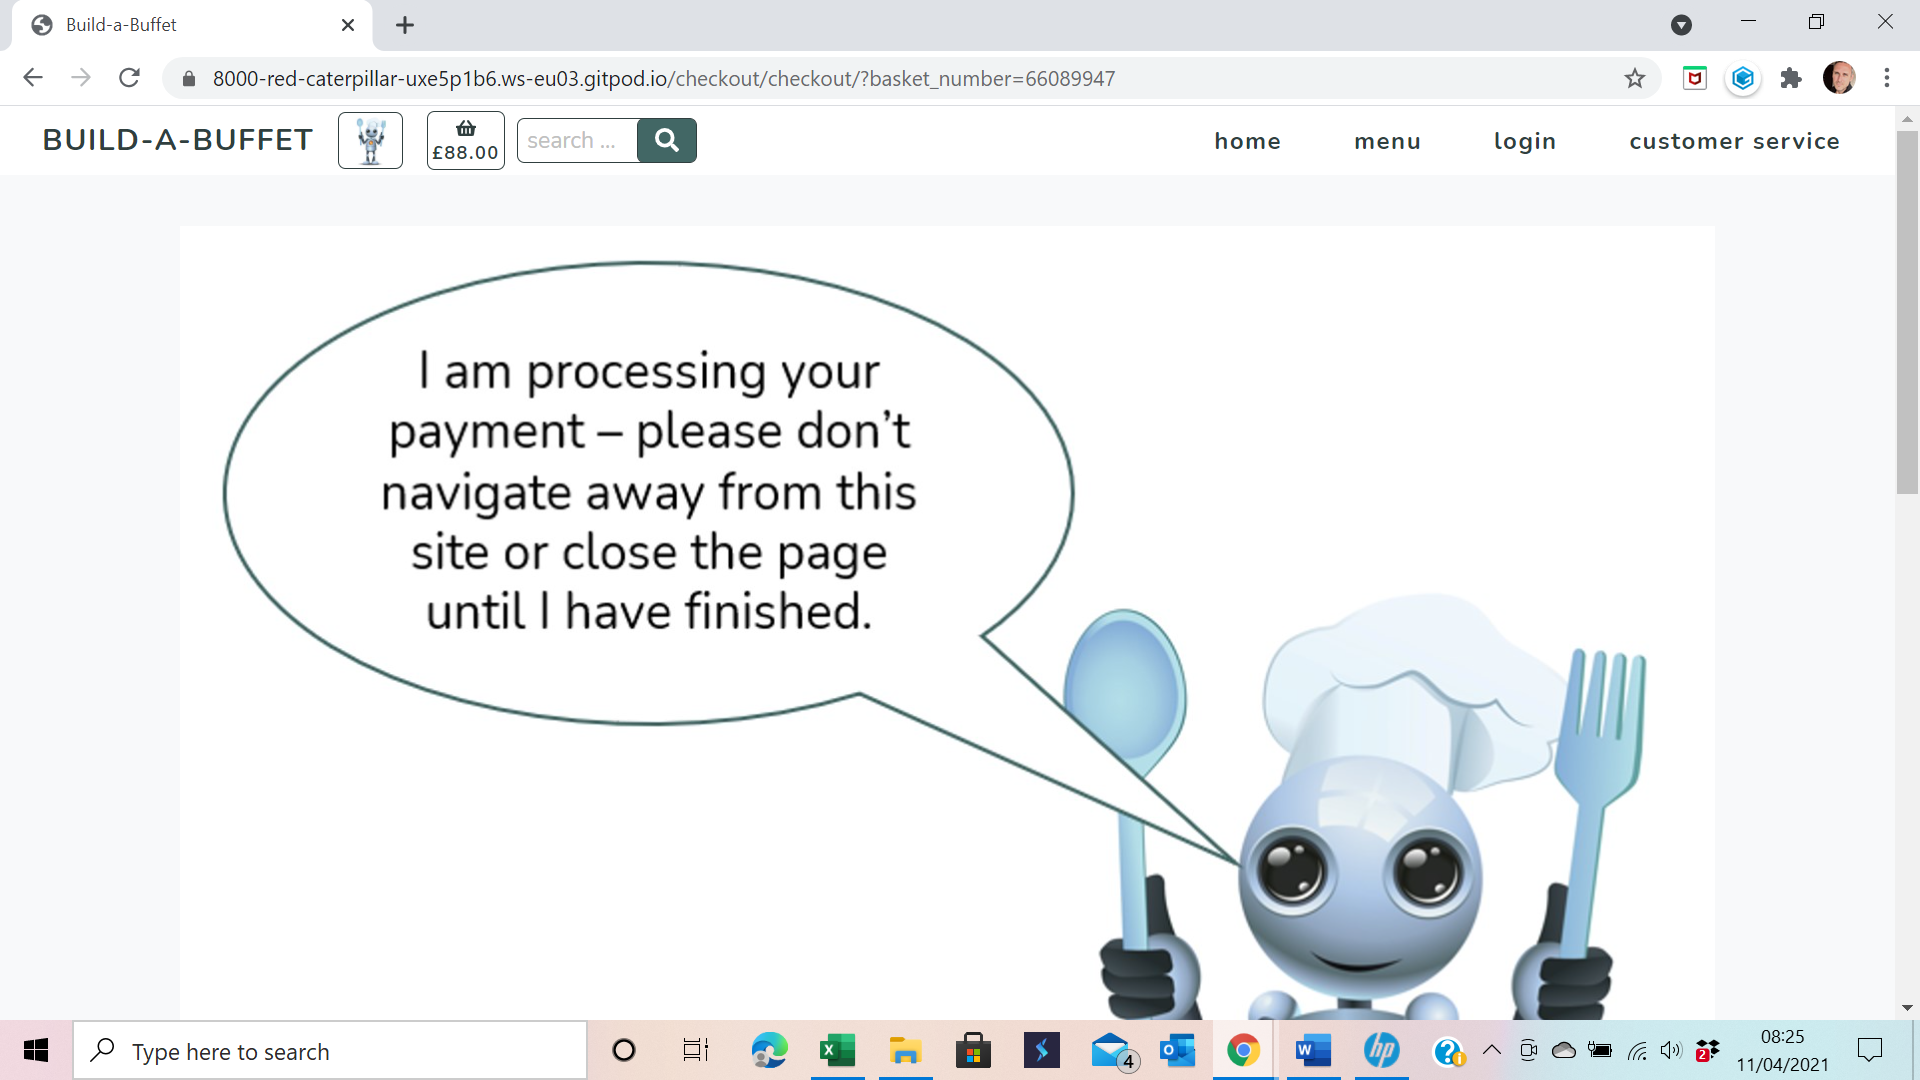 Build-a-Buffet
8000-red-caterpillar-uxe5p1b6.ws-eu03.gitpod.io/checkout/checkout/?basket_number=66089947
BUILD-A-BUFFET
£88.00
search ...
home
menu
login
customer service
I am processing your
payment – please don’t
navigate away from this
site or close the page
until I have finished.
Type here to search
4
2
08:25
11/04/2021